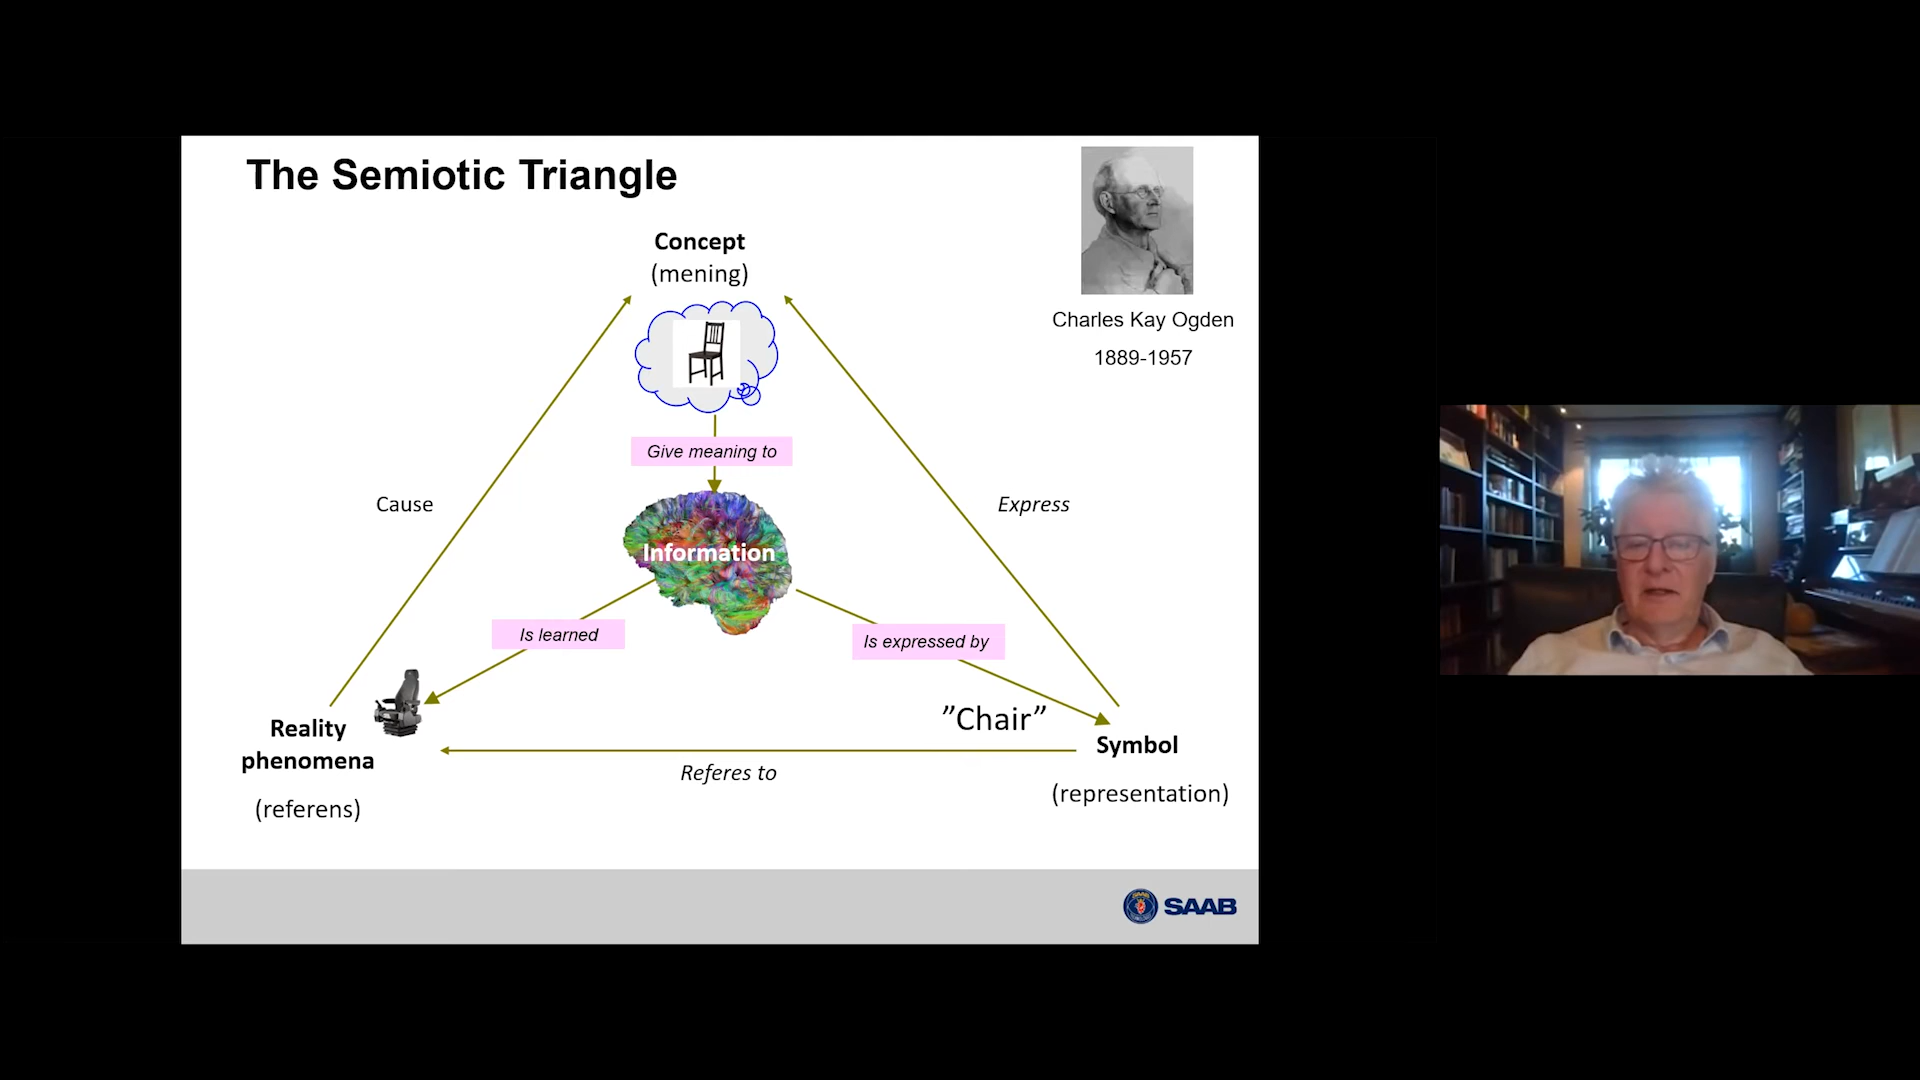 The Semiotic Triangle
Concept
(mening)
Charles Kay Ogden
1889-1957
Give meaning to
Cause
Express
Information
Is learned
Is expressed by
”Chair”
Reality
phenomena
Symbol
Referes to
(representation)
(referens)
SAAB